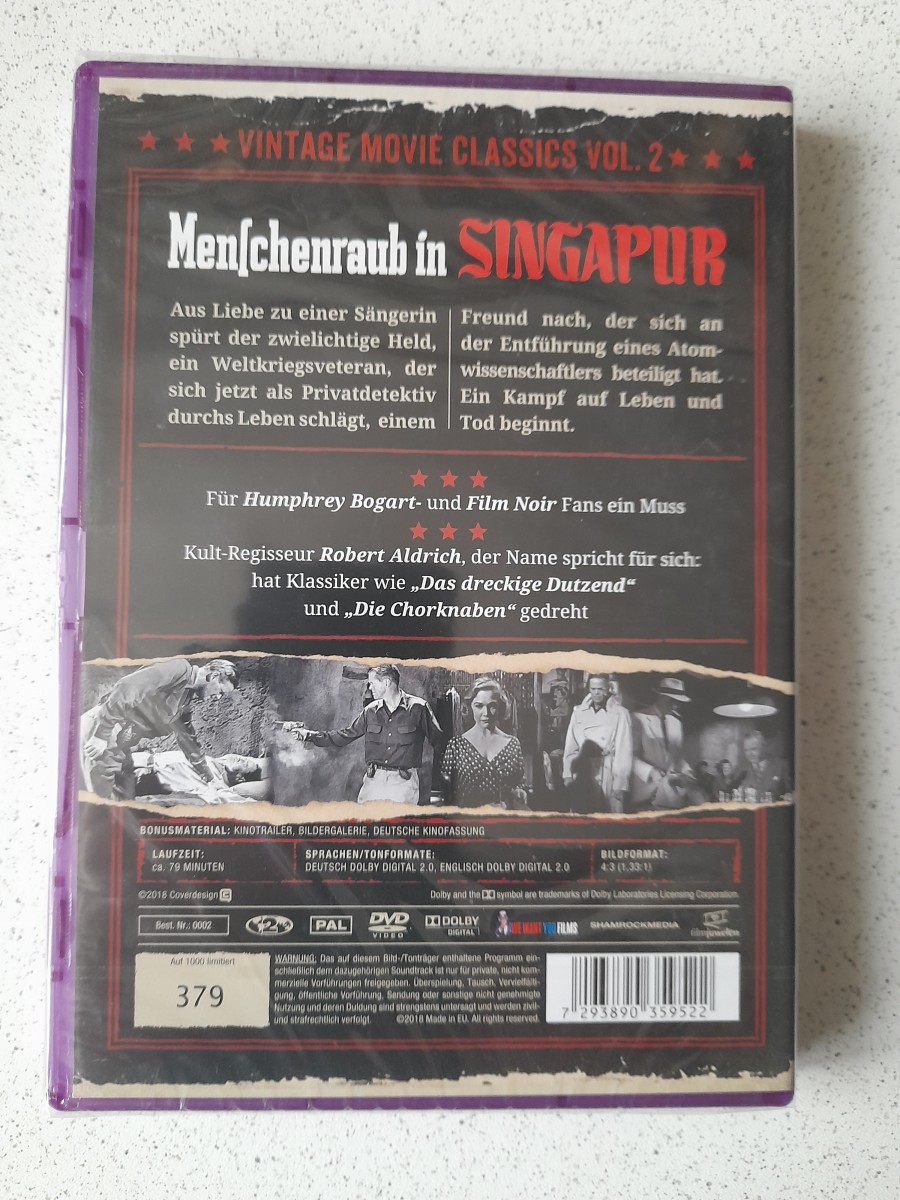 VINTAGE MOVIE CLASSICS VOL. 2
Menſchenraub in SINGAPUR
Aus Liebe zu einer Sängerin
spürt der zwielichtige Held,
ein Weltkriegsveteran, der
sich jetzt als Privatdetektiv
durchs Leben schlägt, einem
Freund nach, der sich an
der Entführung eines Atom-
wissenschaftlers beteiligt hat.
Ein Kampf auf Leben und
Tod beginnt.
Für Humphrey Bogart- und Film Noir Fans ein Muss
Kult-Regisseur Robert Aldrich, der Name spricht für sich:
hat Klassiker wie „Das dreckige Dutzend“
und „Die Chorknaben“ gedreht
BONUSMATERIAL: KINOTRAILER, BILDERGALERIE, DEUTSCHE KINOFASSUNG
LAUFZEIT:
ca. 79 MINUTEN
SPRACHEN/TONFORMATE:
DEUTSCH DOLBY DIGITAL 2.0, ENGLISCH DOLBY DIGITAL 2.0
BILDFORMAT:
4:3 (1,33:1)
©2018 Coverdesign
Dolby and the symbol are trademarks of Dolby Laboratories Licensing Corporation.
Best. Nr.: 0002
2
PAL
DVD
VIDEO
DOLBY
DIGITAL
WE WANT YOU FILMS
SHAMROCKMEDIA
filmjuwelen
Auf 1000 limitiert
379
WARNUNG: Das auf diesem Bild-/Tonträger enthaltene Programm ein-
schließlich dem dazugehörigen Soundtrack ist nur für private, nicht kom-
merzielle Vorführungen freigegeben. Überspielung, Tausch, Vervielfälti-
gung, öffentliche Vorführung, Sendung oder sonstige nicht genehmigte
Nutzung und deren Duldung sind strengstens untersagt und werden zivil-
und strafrechtlich verfolgt.
©2018 Made in EU. All rights reserved.
7 293890 359522